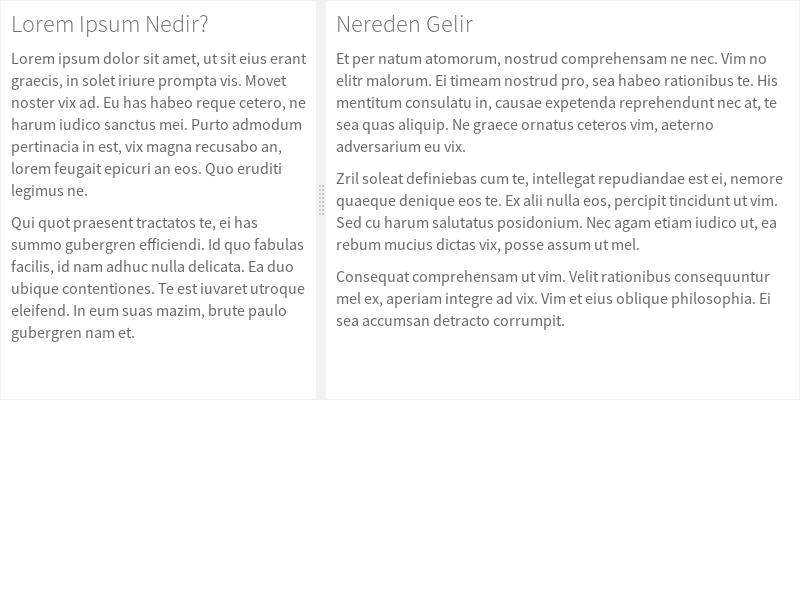 Lorem Ipsum Nedir?
Lorem ipsum dolor sit amet, ut sit eius erant
graecis, in solet iriure prompta vis. Movet
noster vix ad. Eu has habeo reque cetero, ne
harum iudico sanctus mei. Purto admodum
pertinacia in est, vix magna recusabo an,
lorem feugait epicuri an eos. Quo eruditi
legimus ne.
Qui quot praesent tractatos te, ei has
summo gubergren efficiendi. Id quo fabulas
facilis, id nam adhuc nulla delicata. Ea duo
ubique contentiones. Te est iuvaret utroque
eleifend. In eum suas mazim, brute paulo
gubergren nam et.
Nereden Gelir
Et per natum atomorum, nostrud comprehensam ne nec. Vim no
elitr malorum. Ei timeam nostrud pro, sea habeo rationibus te. His
mentitum consulatu in, causae expetenda reprehendunt nec at, te
sea quas aliquip. Ne graece ornatus ceteros vim, aeterno
adversarium eu vix.
Zril soleat definiebas cum te, intellegat repudiandae est ei, nemore
quaeque denique eos te. Ex alii nulla eos, percipit tincidunt ut vim.
Sed cu harum salutatus posidonium. Nec agam etiam iudico ut, ea
rebum mucius dictas vix, posse assum ut mel.
Consequat comprehensam ut vim. Velit rationibus consequuntur
mel ex, aperiam integre ad vix. Vim et eius oblique philosophia. Ei
sea accumsan detracto corrumpit.